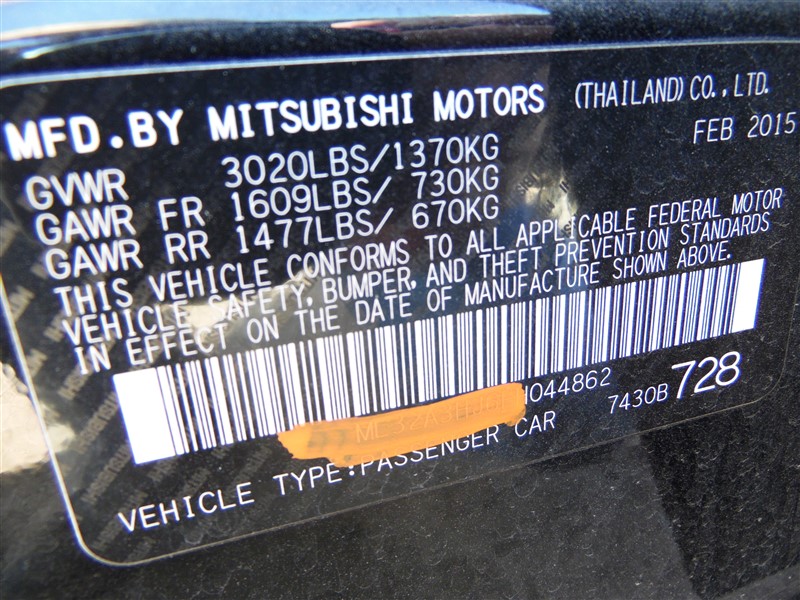 MFD.BY MITSUBISHI MOTORS (THAILAND) CO., LTD.
FEB 2015
GVWR 3020LBS/1370KG
GAWR FR 1609LBS/ 730KG
GAWR RR 1477LBS/ 670KG
THIS VEHICLE CONFORMS TO ALL APPLICABLE FEDERAL MOTOR
VEHICLE SAFETY, BUMPER, AND THEFT PREVENTION STANDARDS
IN EFFECT ON THE DATE OF MANUFACTURE SHOWN ABOVE.
H044862 7430B 728
VEHICLE TYPE:PASSENGER CAR